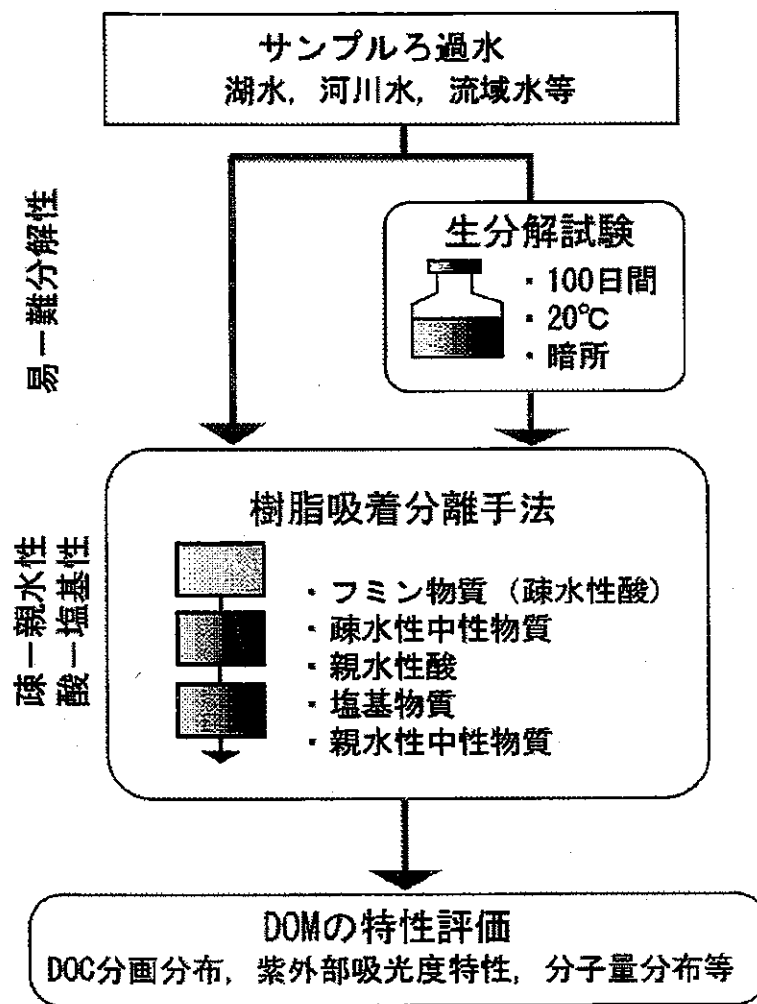 サンプルろ過水
湖水, 河川水, 流域水等
易－難分解性
生分解試験
・100日間
・20℃
・暗所
疎－親水性
酸－塩基性
樹脂吸着分離手法
・フミン物質（疎水性酸）
・疎水性中性物質
・親水性酸
・塩基物質
・親水性中性物質
DOMの特性評価
DOC分画分布, 紫外部吸光度特性, 分子量分布等